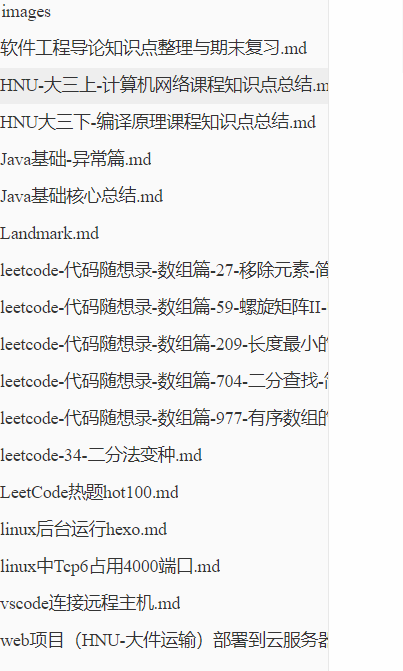 images
软件工程导论知识点整理与期末复习.md
HNU-大三上-计算机网络课程知识点总结.m
HNU大三下-编译原理课程知识点总结.md
Java基础-异常篇.md
Java基础核心总结.md
Landmark.md
leetcode-代码随想录-数组篇-27-移除元素-简
leetcode-代码随想录-数组篇-59-螺旋矩阵II-
leetcode-代码随想录-数组篇-209-长度最小的
leetcode-代码随想录-数组篇-704-二分查找-简
leetcode-代码随想录-数组篇-977-有序数组的
leetcode-34-二分法变种.md
LeetCode热题hot100.md
linux后台运行hexo.md
linux中Tcp6占用4000端口.md
vscode连接远程主机.md
web项目（HNU-大件运输）部署到云服务器